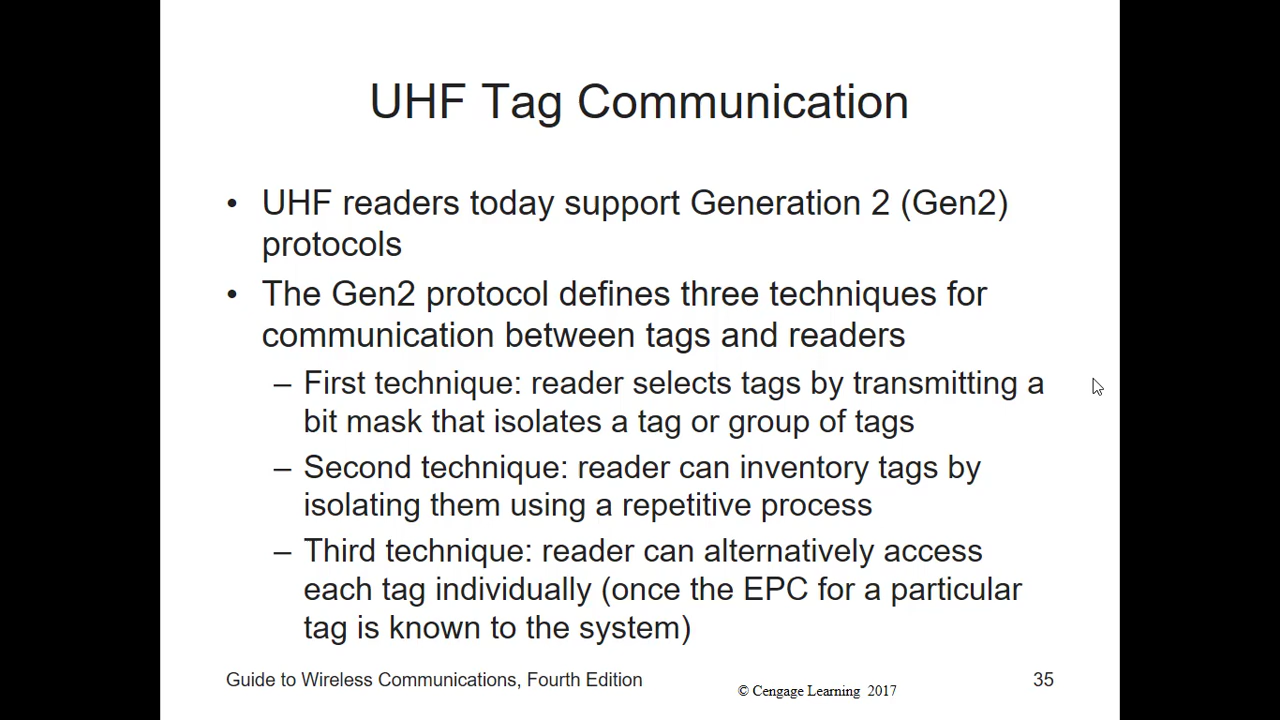 UHF Tag Communication
• UHF readers today support Generation 2 (Gen2)
protocols
• The Gen2 protocol defines three techniques for
communication between tags and readers
– First technique: reader selects tags by transmitting a
bit mask that isolates a tag or group of tags
– Second technique: reader can inventory tags by
isolating them using a repetitive process
– Third technique: reader can alternatively access
each tag individually (once the EPC for a particular
tag is known to the system)
Guide to Wireless Communications, Fourth Edition
© Cengage Learning 2017
35